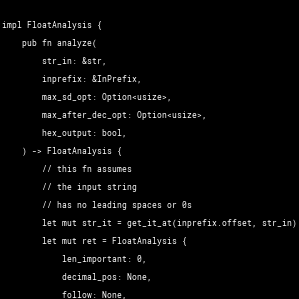 impl FloatAnalysis {
    pub fn analyze(
        str_in: &str,
        inprefix: &InPrefix,
        max_sd_opt: Option<usize>,
        max_after_dec_opt: Option<usize>,
        hex_output: bool,
    ) -> FloatAnalysis {
        // this fn assumes
        // the input string
        // has no leading spaces or 0s
        let mut str_it = get_it_at(inprefix.offset, str_in)
        let mut ret = FloatAnalysis {
            len_important: 0,
            decimal_pos: None,
            follow: None,